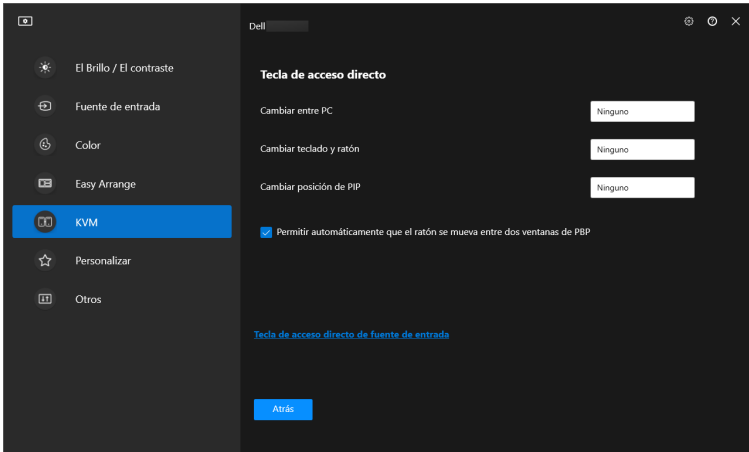 Dell
El Brillo / El contraste
Fuente de entrada
Color
Easy Arrange
KVM
Personalizar
Otros
Tecla de acceso directo
Cambiar entre PC
Ninguno
Cambiar teclado y ratón
Ninguno
Cambiar posición de PIP
Ninguno
Permitir automáticamente que el ratón se mueva entre dos ventanas de PBP
Tecla de acceso directo de fuente de entrada
Atrás